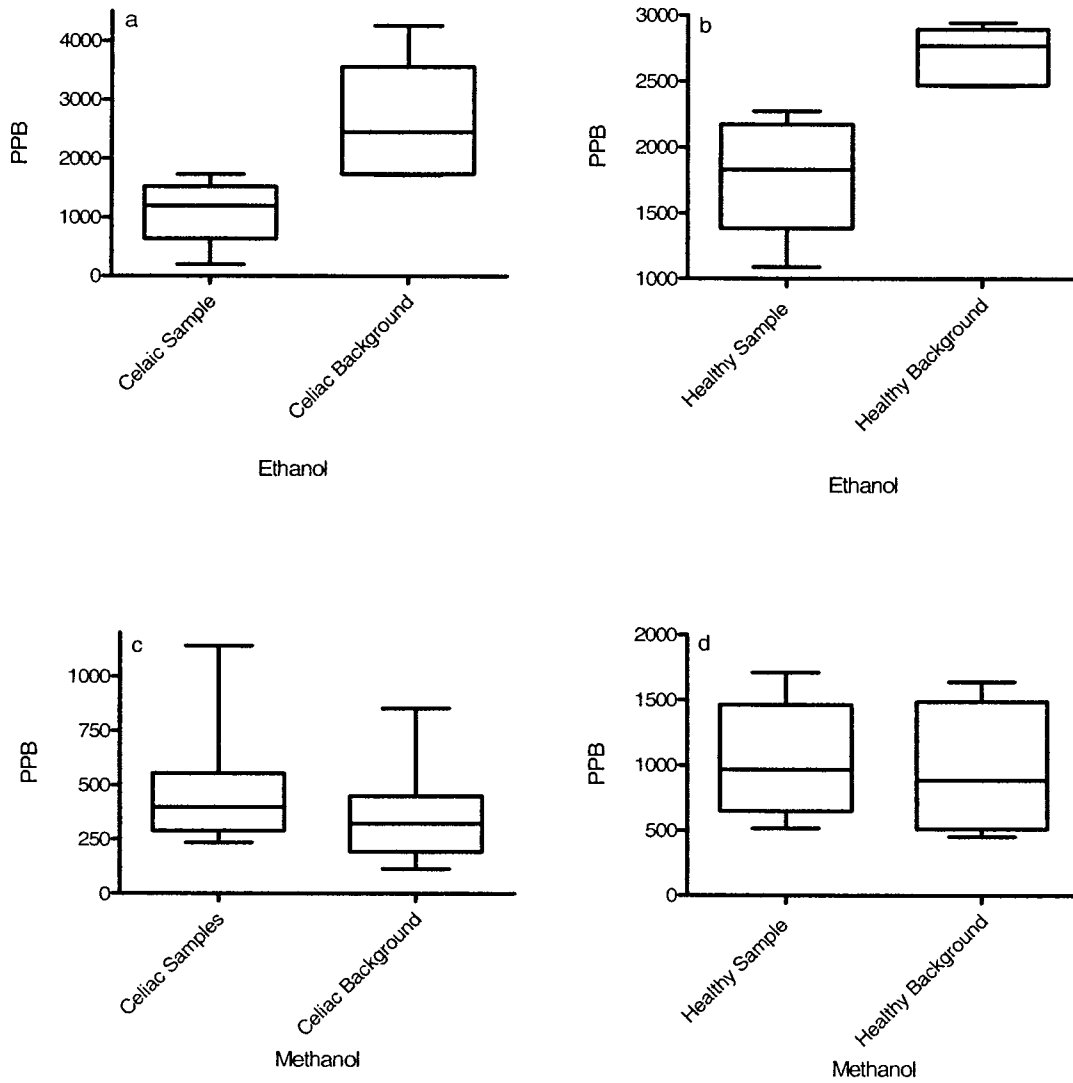 a
4000
3000
2000
1000
0
PPB
Celaic Sample
Celiac Background
Ethanol
b
3000
2500
2000
1500
1000
PPB
Healthy Sample
Healthy Background
Ethanol
c
1000
750
500
250
0
PPB
Celiac Samples
Celiac Background
Methanol
d
2000
1500
1000
500
0
PPB
Healthy Sample
Healthy Background
Methanol